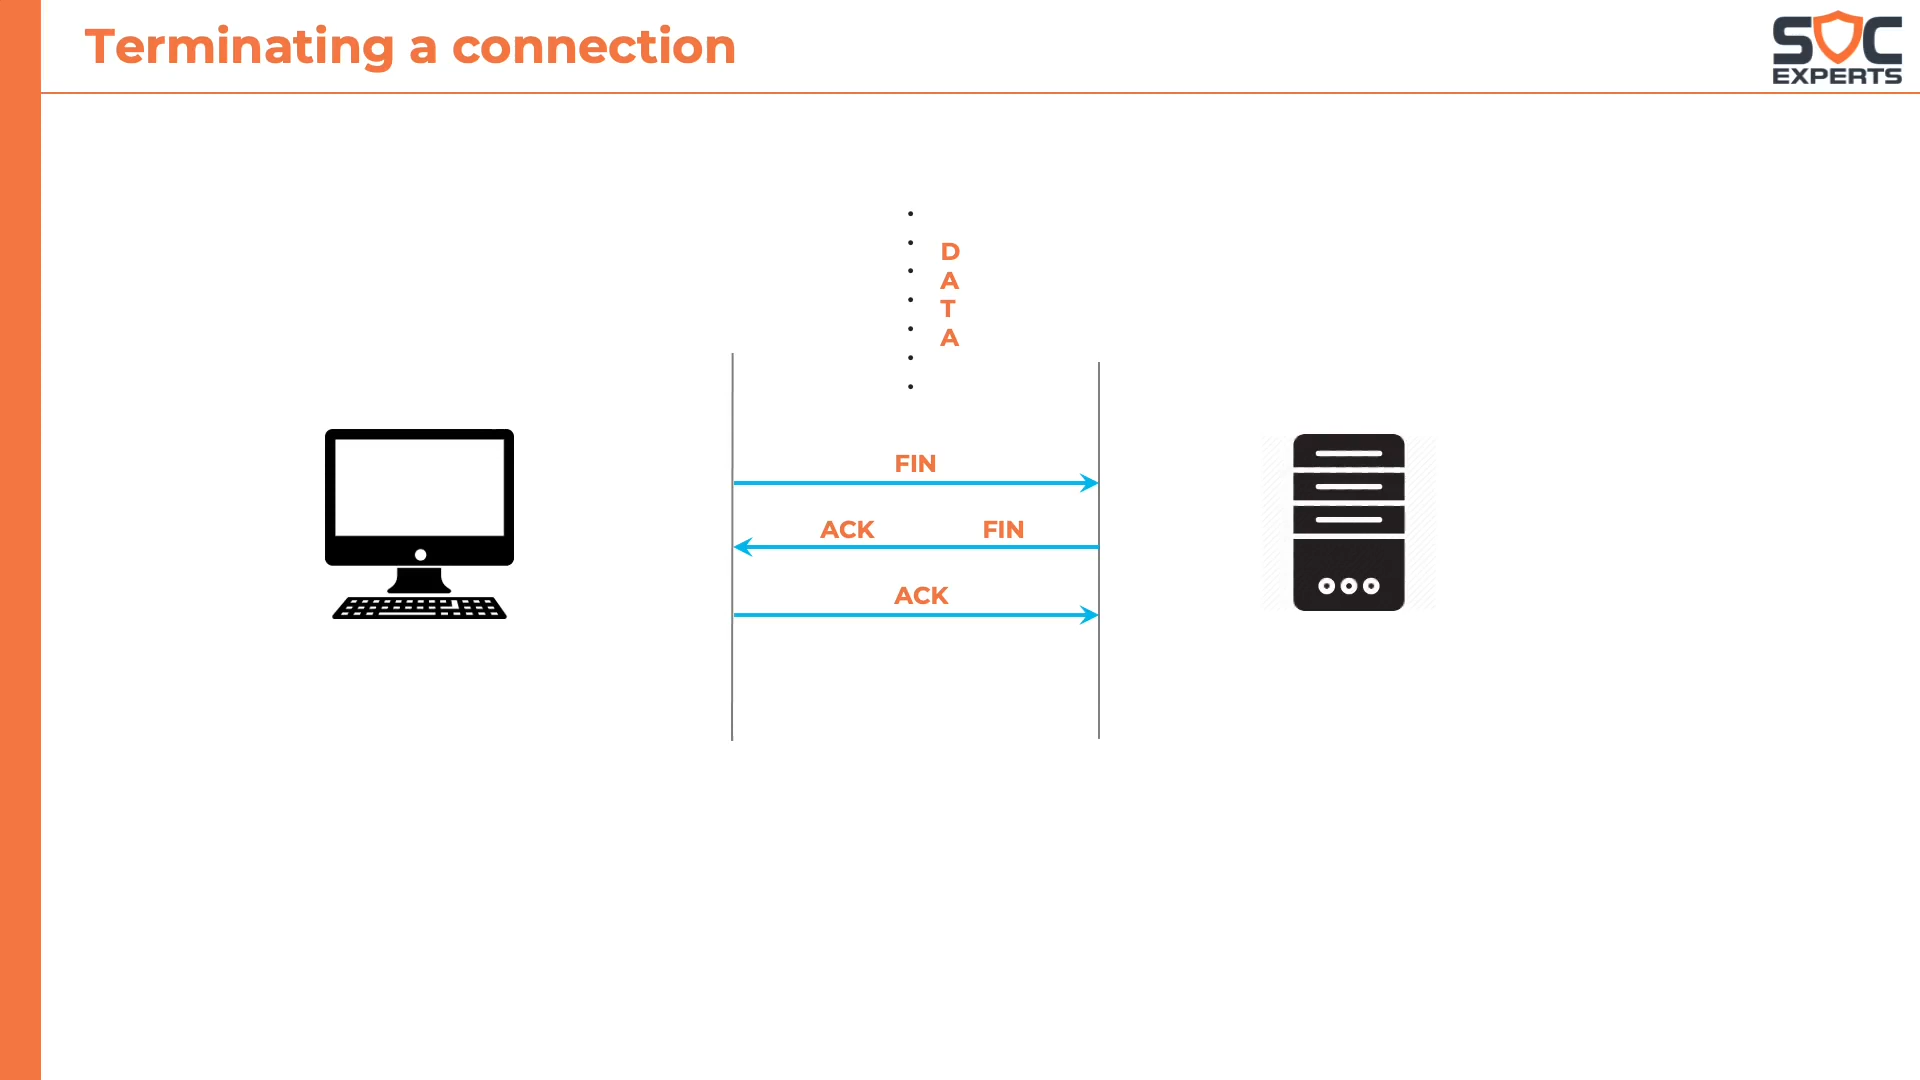 Terminating a connection
SOC
EXPERTS
D
A
T
A
FIN
ACK FIN
ACK